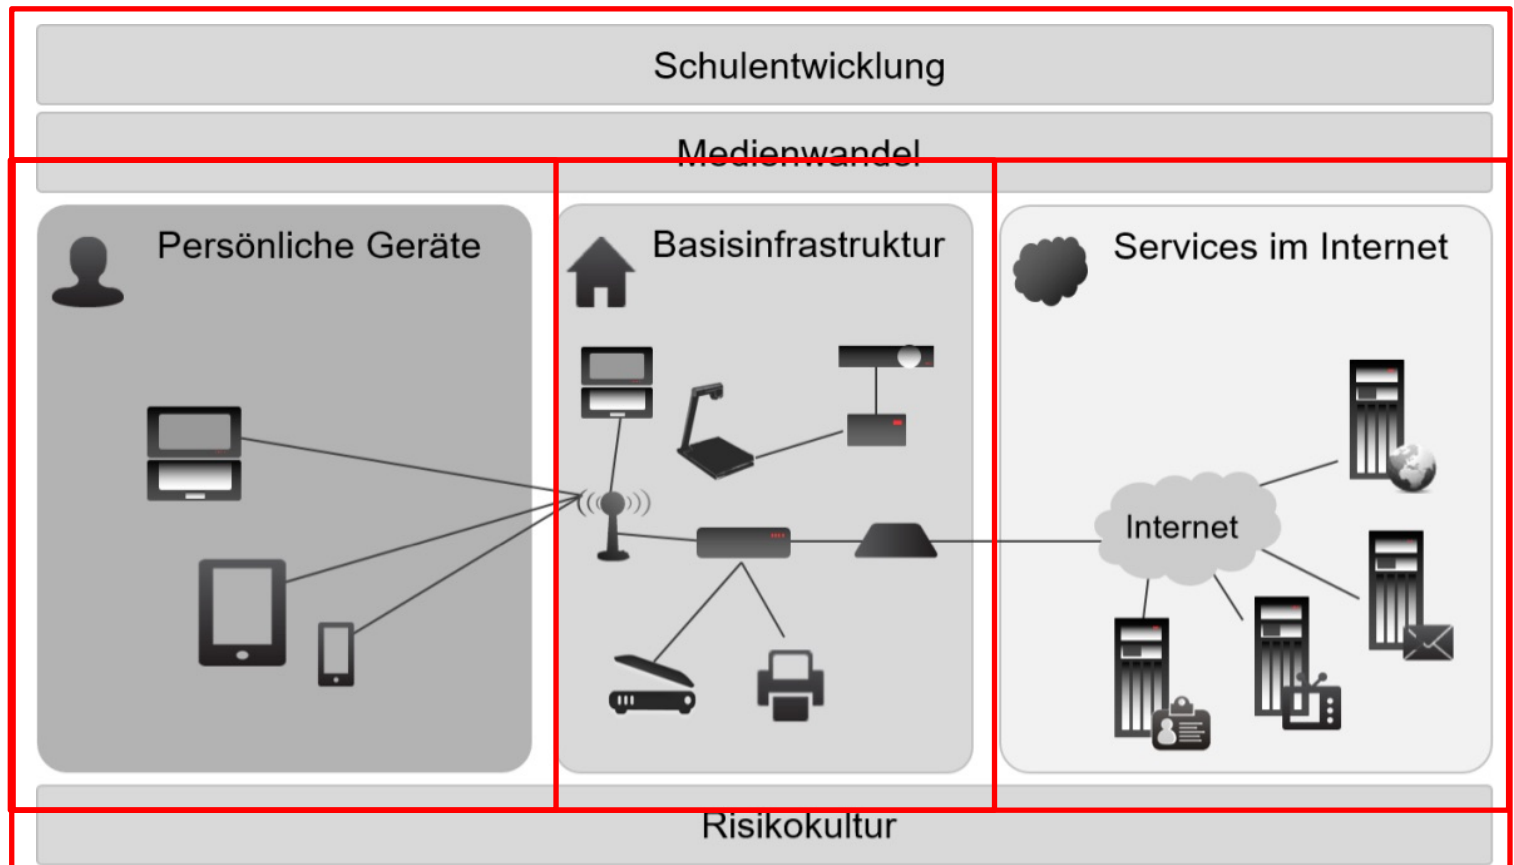 Schulentwicklung
Medienwandel
Persönliche Geräte
Basisinfrastruktur
Services im Internet
Internet
Risikokultur